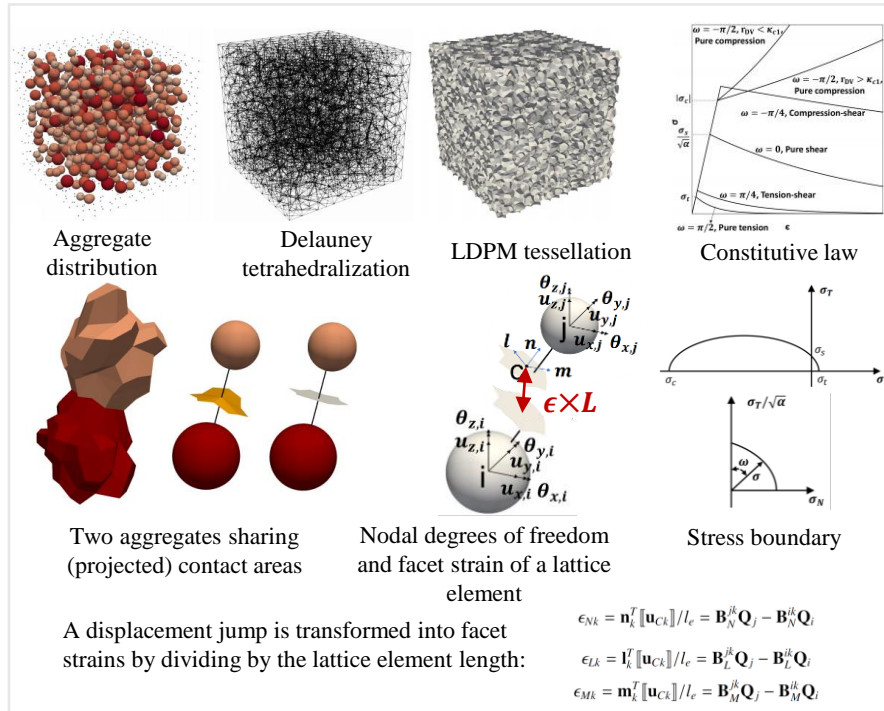 ω = −π/2, r_DV < κ_c1,
Pure compression
ω = −π/2, r_DV > κ_c1,
Pure compression
|σ_c|
ω = −π/4, Compression-shear
σ
σ_s
√α
ω = 0, Pure shear
σ_t
ω = π/4, Tension-shear
ω = π/2, Pure tension
ϵ
Aggregate
distribution
Delauney
tetrahedralization
LDPM tessellation
Constitutive law
θ_z,j
u_z,j
θ_y,j
u_y,j
j
u_x,j
θ_x,j
l
n
C
m
ϵ×L
θ_z,i
u_z,i
θ_y,i
u_y,i
i
u_x,i
θ_x,i
σ_T
σ_s
σ_c
σ_t
σ
σ_T/√α
ω
σ
σ_N
Two aggregates sharing
(projected) contact areas
Nodal degrees of freedom
and facet strain of a lattice
element
Stress boundary
A displacement jump is transformed into facet
strains by dividing by the lattice element length:
ϵ_Nk = n_k^T ⟦u_Ck⟧/l_e = B_N^jk Q_j − B_N^ik Q_i
ϵ_Lk = l_k^T ⟦u_Ck⟧/l_e = B_L^jk Q_j − B_L^ik Q_i
ϵ_Mk = m_k^T ⟦u_Ck⟧/l_e = B_M^jk Q_j − B_M^ik Q_i